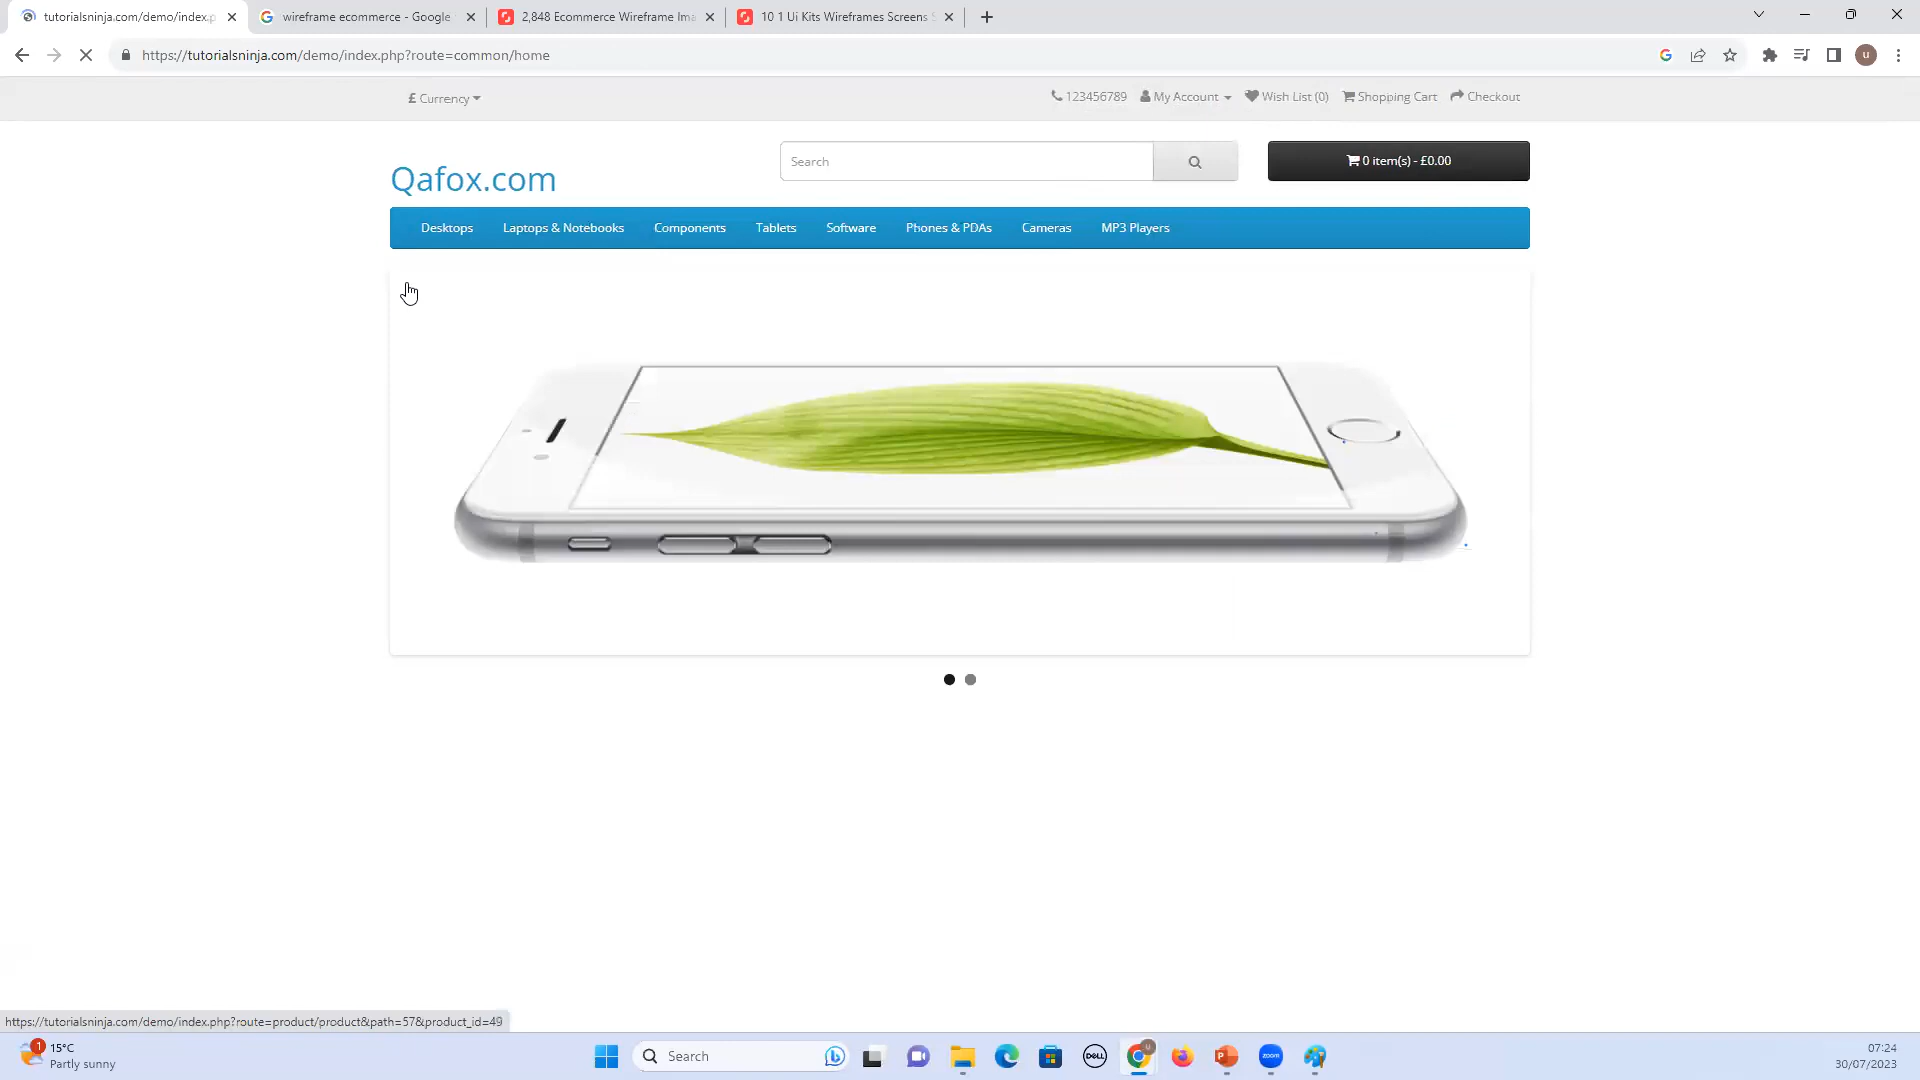 tutorialsninja.com/demo/index.p
wireframe ecommerce - Google
2,848 Ecommerce Wireframe Ima
10 1 Ui Kits Wireframes Screens S
https://tutorialsninja.com/demo/index.php?route=common/home
u
£ Currency
123456789
My Account
Wish List (0)
Shopping Cart
Checkout
Qafox.com
Search
0 item(s) - £0.00
Desktops
Laptops & Notebooks
Components
Tablets
Software
Phones & PDAs
Cameras
MP3 Players
https://tutorialsninja.com/demo/index.php?route=product/product&path=57&product_id=49
1
15°C
Partly sunny
Search
DELL
U
P
zoom
07:24
30/07/2023